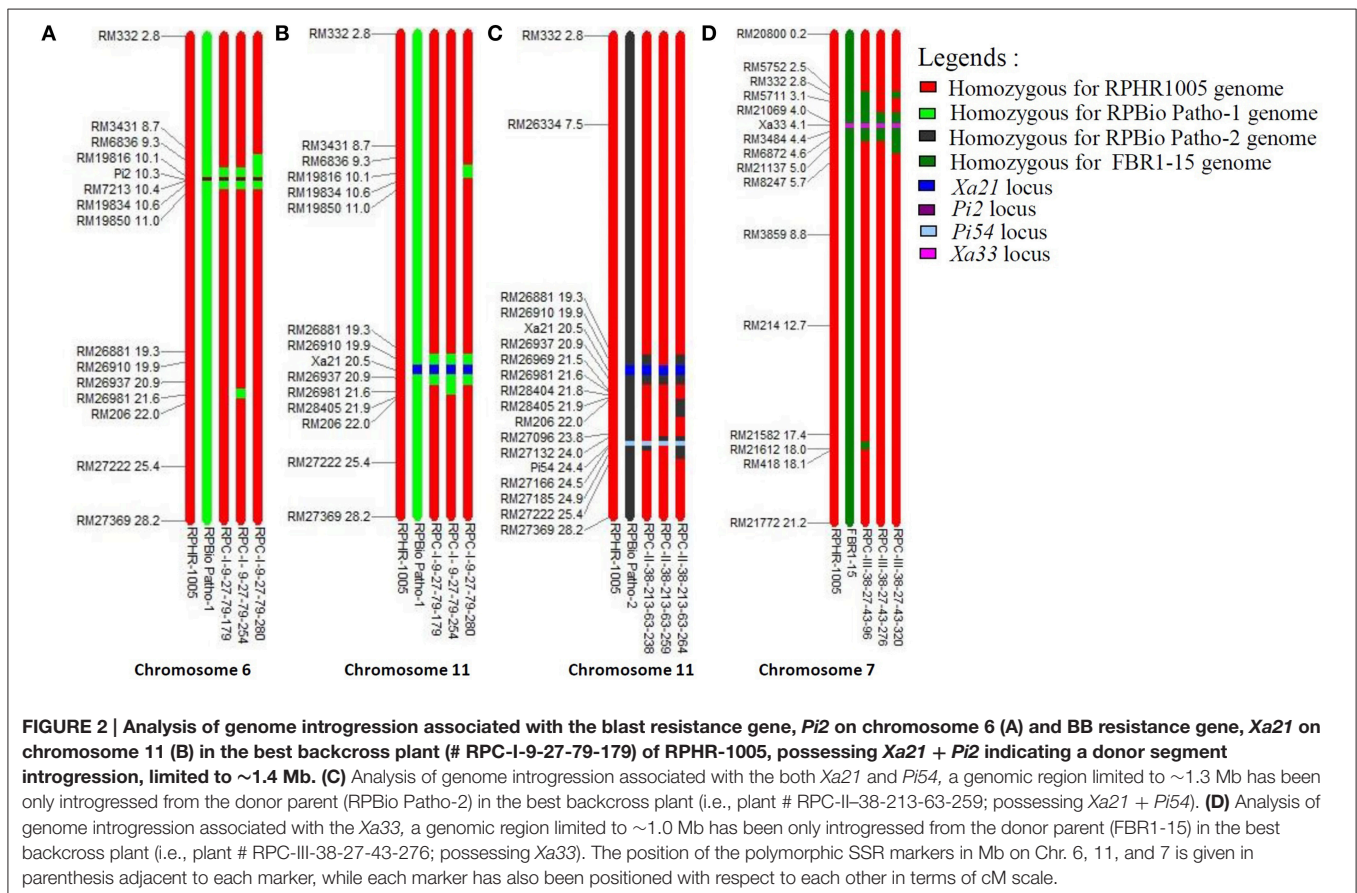 A
RM332 2.8
RM3431 8.7
RM6836 9.3
RM19816 10.1
Pi2 10.3
RM7213 10.4
RM19834 10.6
RM19850 11.0
RM26881 19.3
RM26910 19.9
RM26937 20.9
RM26981 21.6
RM206 22.0
RM27222 25.4
RM27369 28.2
RPHR-1005
RPBio Patho-1
RPC-I-9-27-79-179
RPC-I- 9-27-79-254
RPC-I-9-27-79-280
Chromosome 6
B
RM332 2.8
RM3431 8.7
RM6836 9.3
RM19816 10.1
RM19834 10.6
RM19850 11.0
RM26881 19.3
RM26910 19.9
Xa21 20.5
RM26937 20.9
RM26981 21.6
RM28405 21.9
RM206 22.0
RM27222 25.4
RM27369 28.2
RPHR-1005
RPBio Patho-1
RPC-I-9-27-79-179
RPC-I- 9-27-79-254
RPC-I-9-27-79-280
Chromosome 11
C
RM332 2.8
RM26334 7.5
RM26881 19.3
RM26910 19.9
Xa21 20.5
RM26937 20.9
RM26969 21.5
RM26981 21.6
RM28404 21.8
RM28405 21.9
RM206 22.0
RM27096 23.8
RM27132 24.0
Pi54 24.4
RM27166 24.5
RM27185 24.9
RM27222 25.4
RM27369 28.2
RPHR-1005
RPBio Patho-2
RPC-II-38-213-63-238
RPC-II-38-213-63-259
RPC-II-38-213-63-264
Chromosome 11
D
RM20800 0.2
RM5752 2.5
RM332 2.8
RM5711 3.1
RM21069 4.0
Xa33 4.1
RM3484 4.4
RM6872 4.6
RM21137 5.0
RM8247 5.7
RM3859 8.8
RM214 12.7
RM21582 17.4
RM21612 18.0
RM418 18.1
RM21772 21.2
RPHR-1005
FBR1-15
RPC-III-38-27-43-96
RPC-III-38-27-43-276
RPC-III-38-27-43-320
Chromosome 7
Legends :
Homozygous for RPHR1005 genome
Homozygous for RPBio Patho-1 genome
Homozygous for RPBio Patho-2 genome
Homozygous for FBR1-15 genome
Xa21 locus
Pi2 locus
Pi54 locus
Xa33 locus
FIGURE 2 | Analysis of genome introgression associated with the blast resistance gene, Pi2 on chromosome 6 (A) and BB resistance gene, Xa21 on
chromosome 11 (B) in the best backcross plant (# RPC-I-9-27-79-179) of RPHR-1005, possessing Xa21 + Pi2 indicating a donor segment
introgression, limited to ~1.4 Mb. (C) Analysis of genome introgression associated with the both Xa21 and Pi54, a genomic region limited to ~1.3 Mb has been
only introgressed from the donor parent (RPBio Patho-2) in the best backcross plant (i.e., plant # RPC-II–38-213-63-259; possessing Xa21 + Pi54). (D) Analysis of
genome introgression associated with the Xa33, a genomic region limited to ~1.0 Mb has been only introgressed from the donor parent (FBR1-15) in the best
backcross plant (i.e., plant # RPC-III-38-27-43-276; possessing Xa33). The position of the polymorphic SSR markers in Mb on Chr. 6, 11, and 7 is given in
parenthesis adjacent to each marker, while each marker has also been positioned with respect to each other in terms of cM scale.